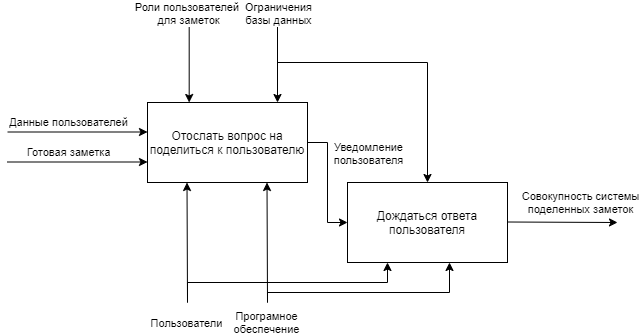 Роли пользователей
для заметок
Ограничения
базы данных
Данные пользователей
Готовая заметка
Отослать вопрос на
поделиться к пользователю
Уведомление
пользователя
Дождаться ответа
пользователя
Совокупность системы
поделенных заметок
Пользователи
Програмное
обеспечение